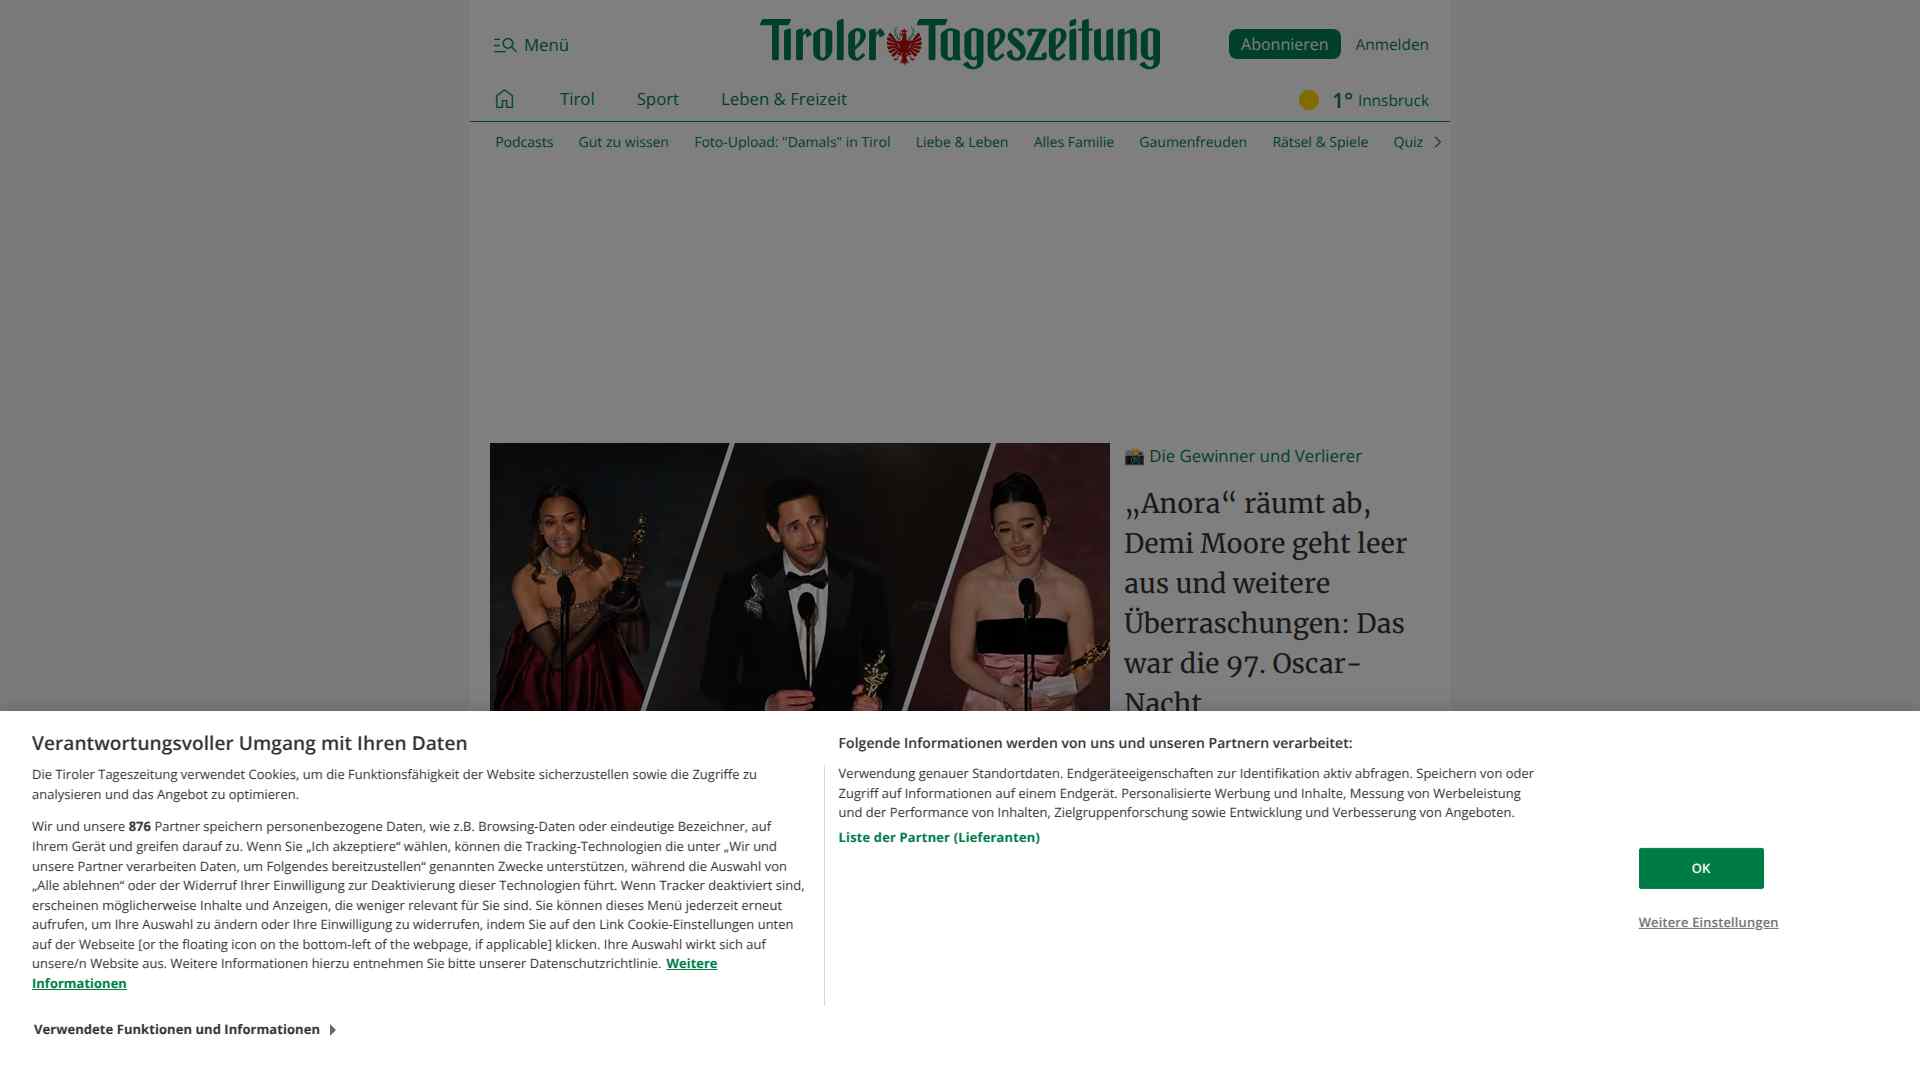 Menü
Tiroler Tageszeitung
Abonnieren
Anmelden
Tirol
Sport
Leben & Freizeit
1° Innsbruck
Podcasts
Gut zu wissen
Foto-Upload: "Damals" in Tirol
Liebe & Leben
Alles Familie
Gaumenfreuden
Rätsel & Spiele
Quiz
Die Gewinner und Verlierer
„Anora“ räumt ab,
Demi Moore geht leer
aus und weitere
Überraschungen: Das
war die 97. Oscar-
Nacht
Verantwortungsvoller Umgang mit Ihren Daten
Die Tiroler Tageszeitung verwendet Cookies, um die Funktionsfähigkeit der Website sicherzustellen sowie die Zugriffe zu
analysieren und das Angebot zu optimieren.
Wir und unsere 876 Partner speichern personenbezogene Daten, wie z.B. Browsing-Daten oder eindeutige Bezeichner, auf
Ihrem Gerät und greifen darauf zu. Wenn Sie „Ich akzeptiere“ wählen, können die Tracking-Technologien die unter „Wir und
unsere Partner verarbeiten Daten, um Folgendes bereitzustellen“ genannten Zwecke unterstützen, während die Auswahl von
„Alle ablehnen“ oder der Widerruf Ihrer Einwilligung zur Deaktivierung dieser Technologien führt. Wenn Tracker deaktiviert sind,
erscheinen möglicherweise Inhalte und Anzeigen, die weniger relevant für Sie sind. Sie können dieses Menü jederzeit erneut
aufrufen, um Ihre Auswahl zu ändern oder Ihre Einwilligung zu widerrufen, indem Sie auf den Link Cookie-Einstellungen unten
auf der Webseite [or the floating icon on the bottom-left of the webpage, if applicable] klicken. Ihre Auswahl wirkt sich auf
unsere/n Website aus. Weitere Informationen hierzu entnehmen Sie bitte unserer Datenschutzrichtlinie. Weitere
Informationen
Verwendete Funktionen und Informationen
Folgende Informationen werden von uns und unseren Partnern verarbeitet:
Verwendung genauer Standortdaten. Endgeräteeigenschaften zur Identifikation aktiv abfragen. Speichern von oder
Zugriff auf Informationen auf einem Endgerät. Personalisierte Werbung und Inhalte, Messung von Werbeleistung
und der Performance von Inhalten, Zielgruppenforschung sowie Entwicklung und Verbesserung von Angeboten.
Liste der Partner (Lieferanten)
OK
Weitere Einstellungen